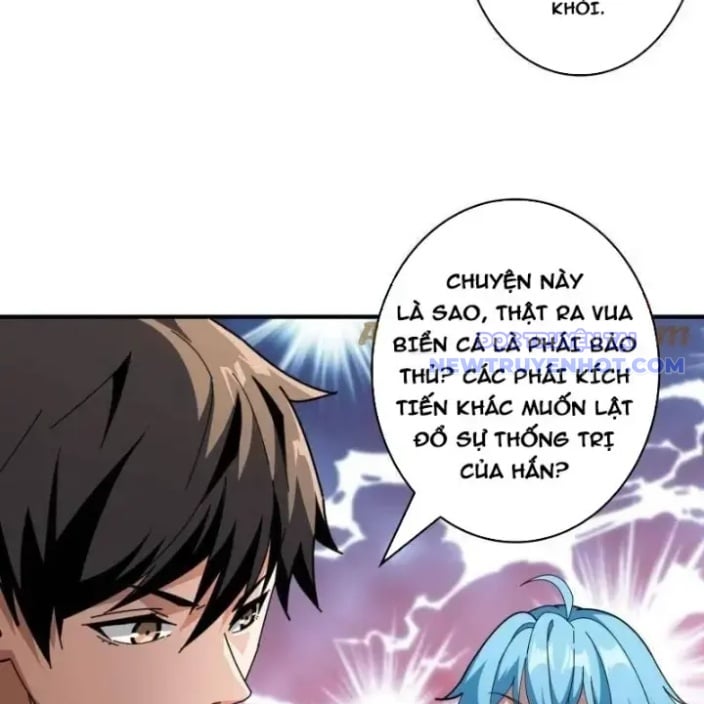 KHỎI.
CHUYỆN NÀY
LÀ SAO, THẬT RA VUA
BIỂN CẢ LÀ PHÁI BẢO
THỦ? CÁC PHÁI KÍCH
TIẾN KHÁC MUỐN LẬT
ĐỔ SỰ THỐNG TRỊ
CỦA HẮN?
NEWTRUYENHOT.COM